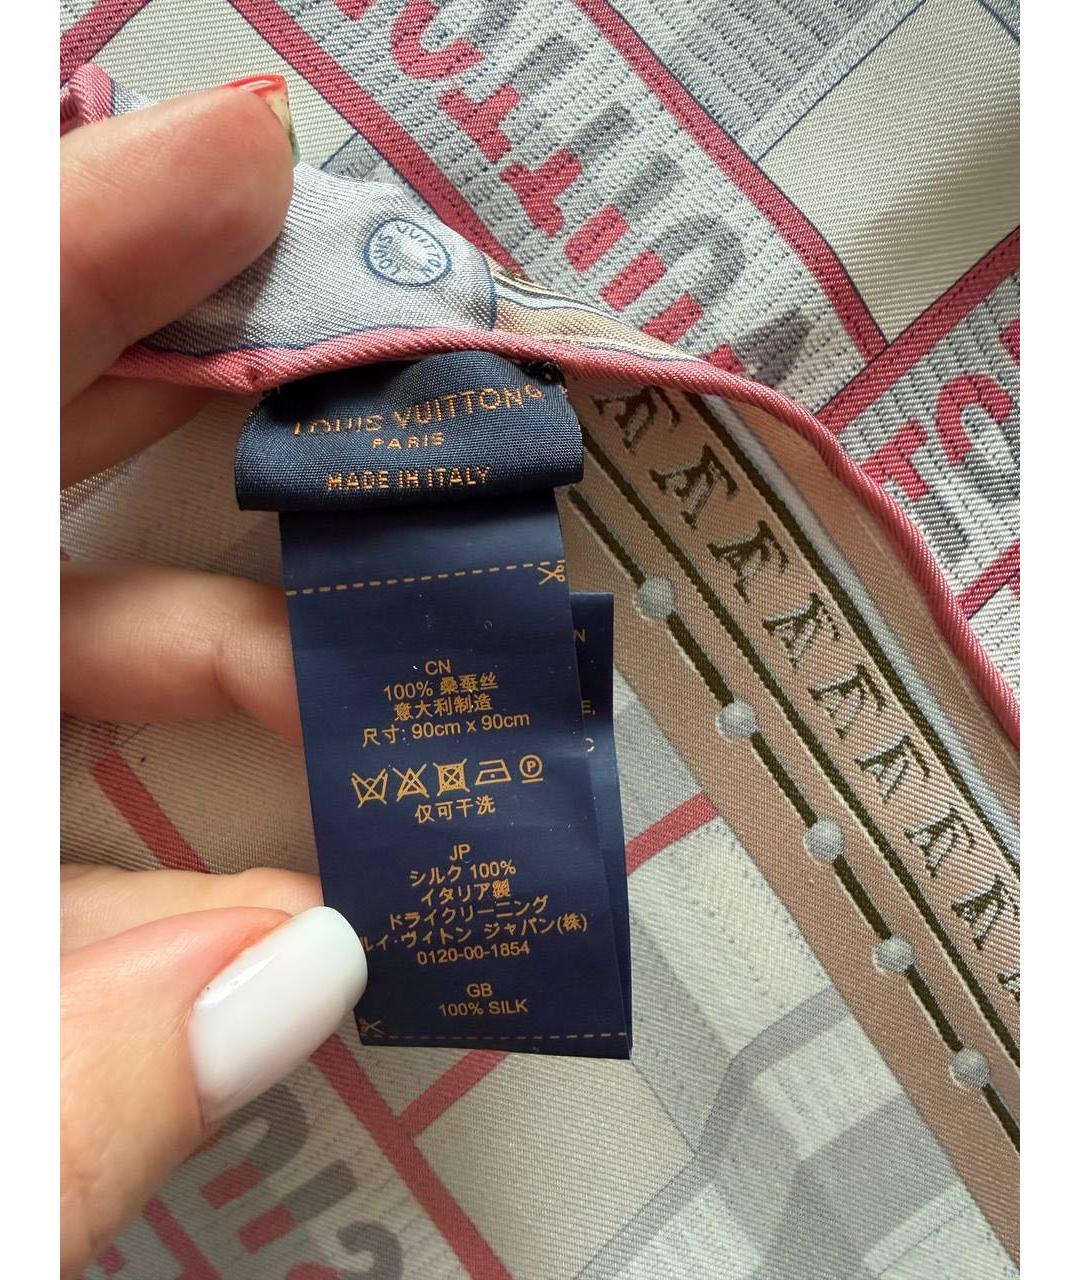 LOUIS VUITTON
LOUIS VUITTON®
PARIS
MADE IN ITALY
CN
100% 桑蚕丝
意大利制造
尺寸: 90cm x 90cm
P
仅可干洗
JP
シルク 100%
イタリア製
ドライクリーニング
ルイ・ヴィトン ジャパン(株)
0120-00-1854
GB
100% SILK
N
E,
C